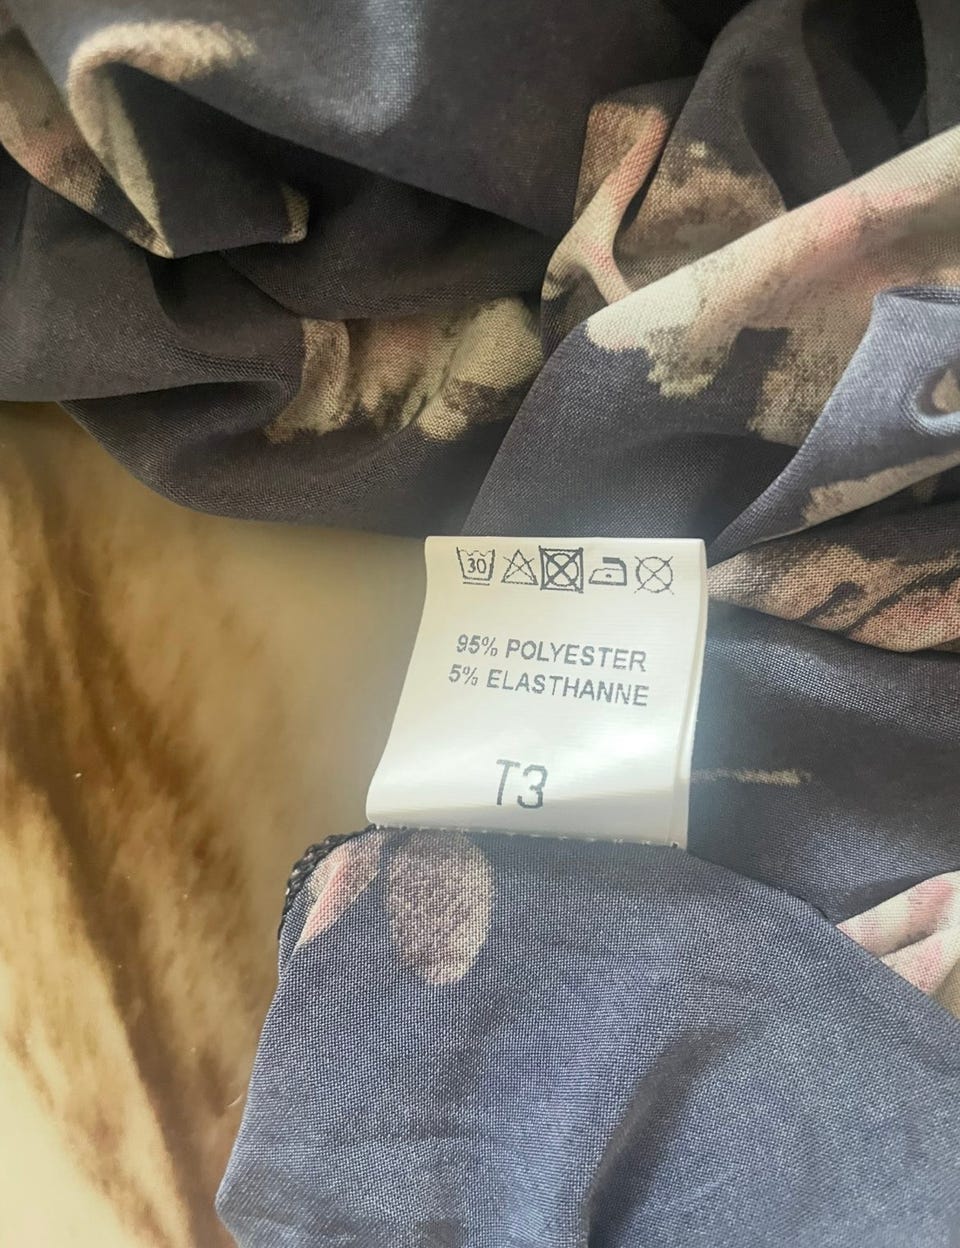 30
95% POLYESTER
5% ELASTHANNE
T3